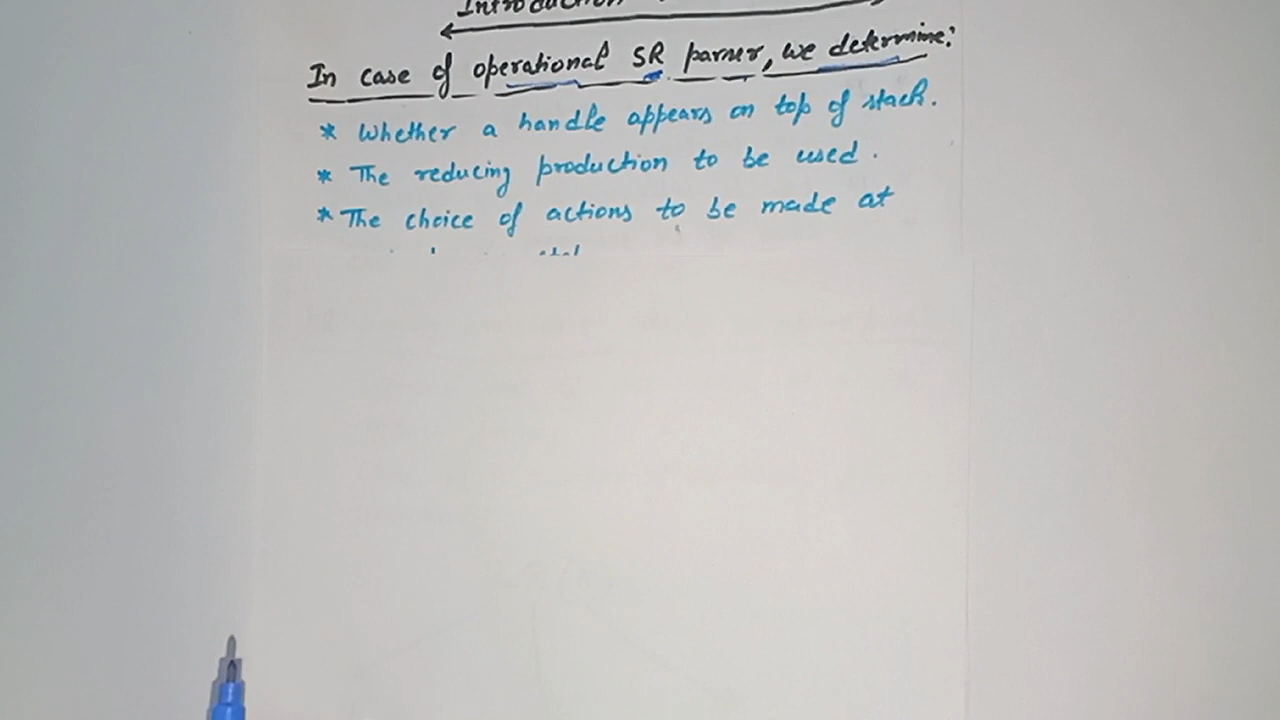 Introduction
In case of operational SR parser, we determine:
* Whether a handle appears on top of stack.
* The reducing production to be used.
* The choice of actions to be made at